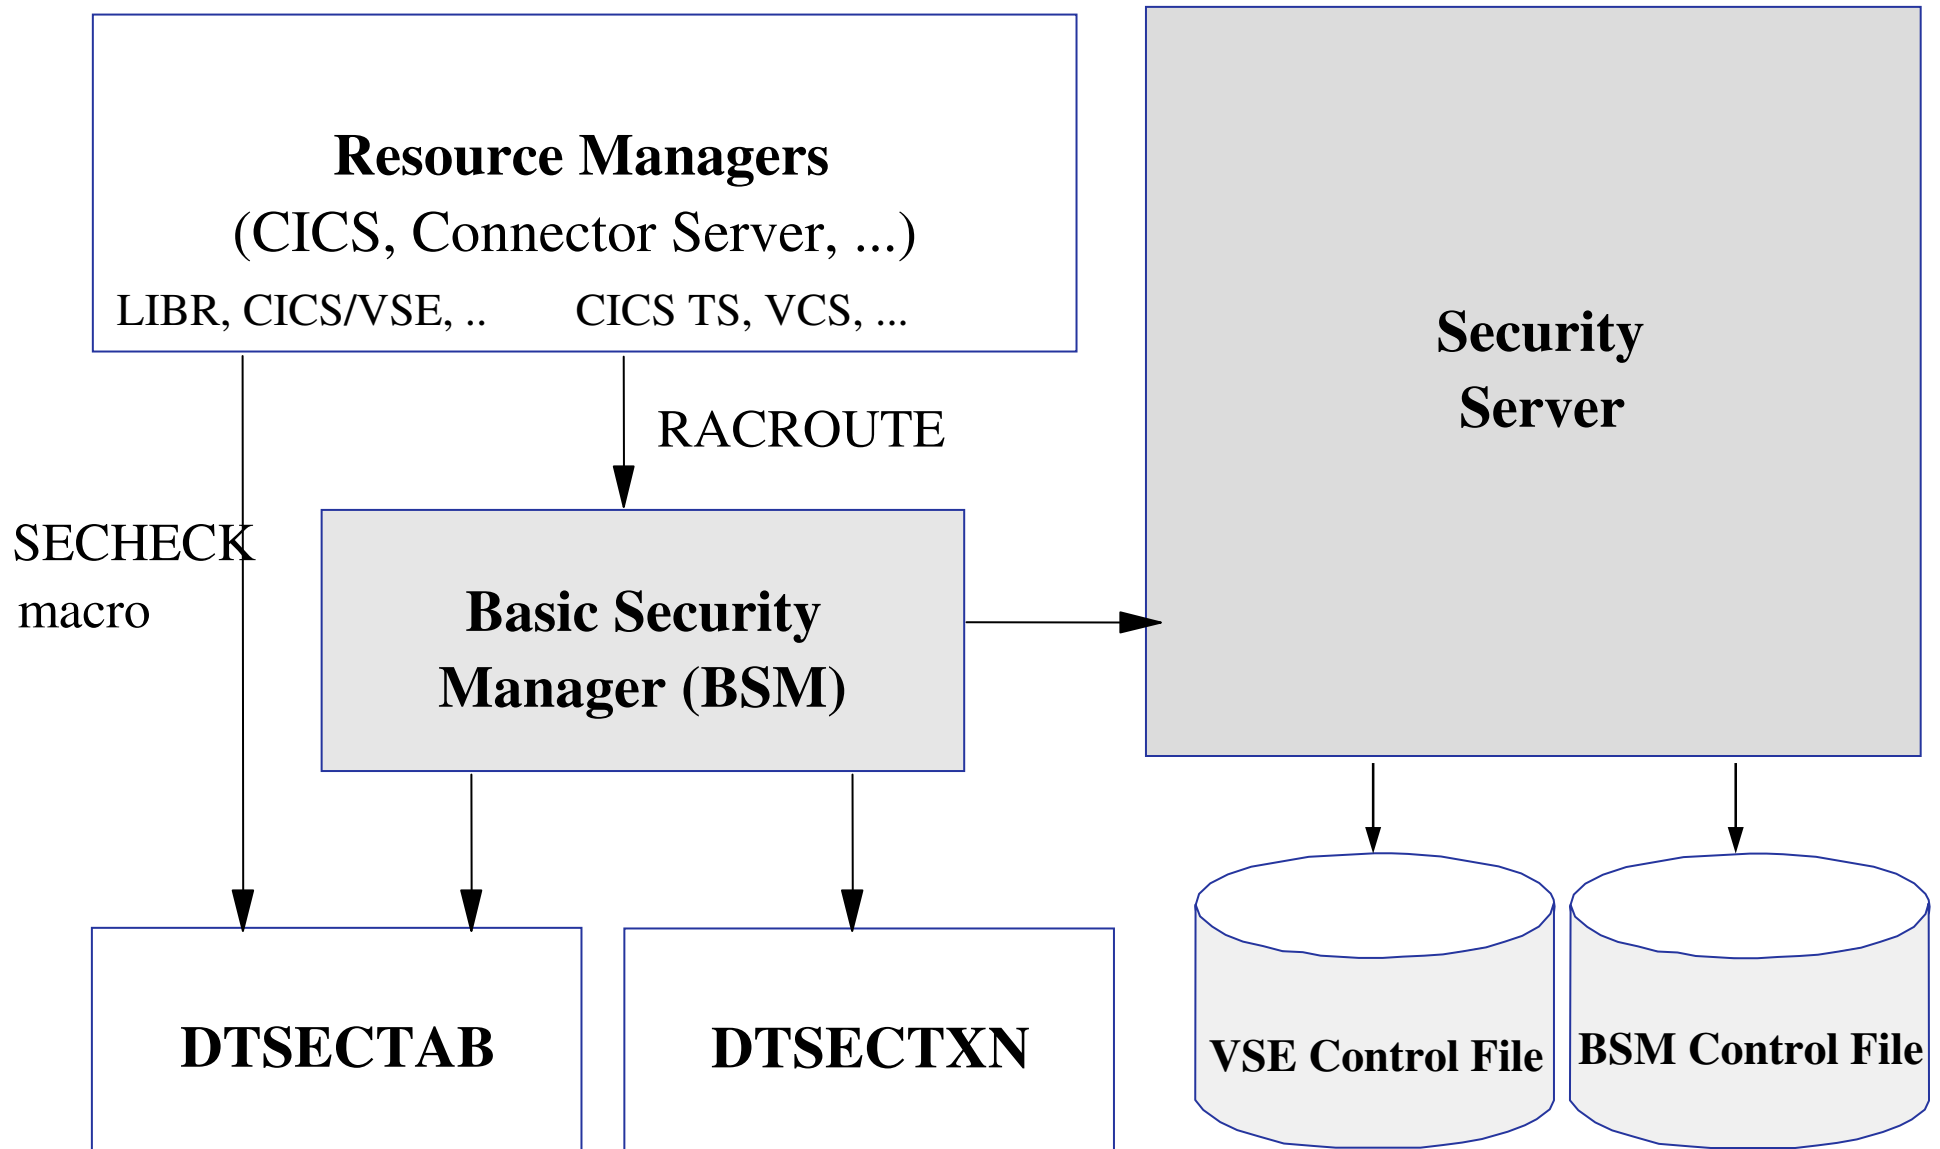 Resource Managers
(CICS, Connector Server, ...)
LIBR, CICS/VSE, .. CICS TS, VCS, ...
Security
Server
RACROUTE
SECHECK
macro
Basic Security
Manager (BSM)
DTSECTAB
DTSECTXN
VSE Control File
BSM Control File